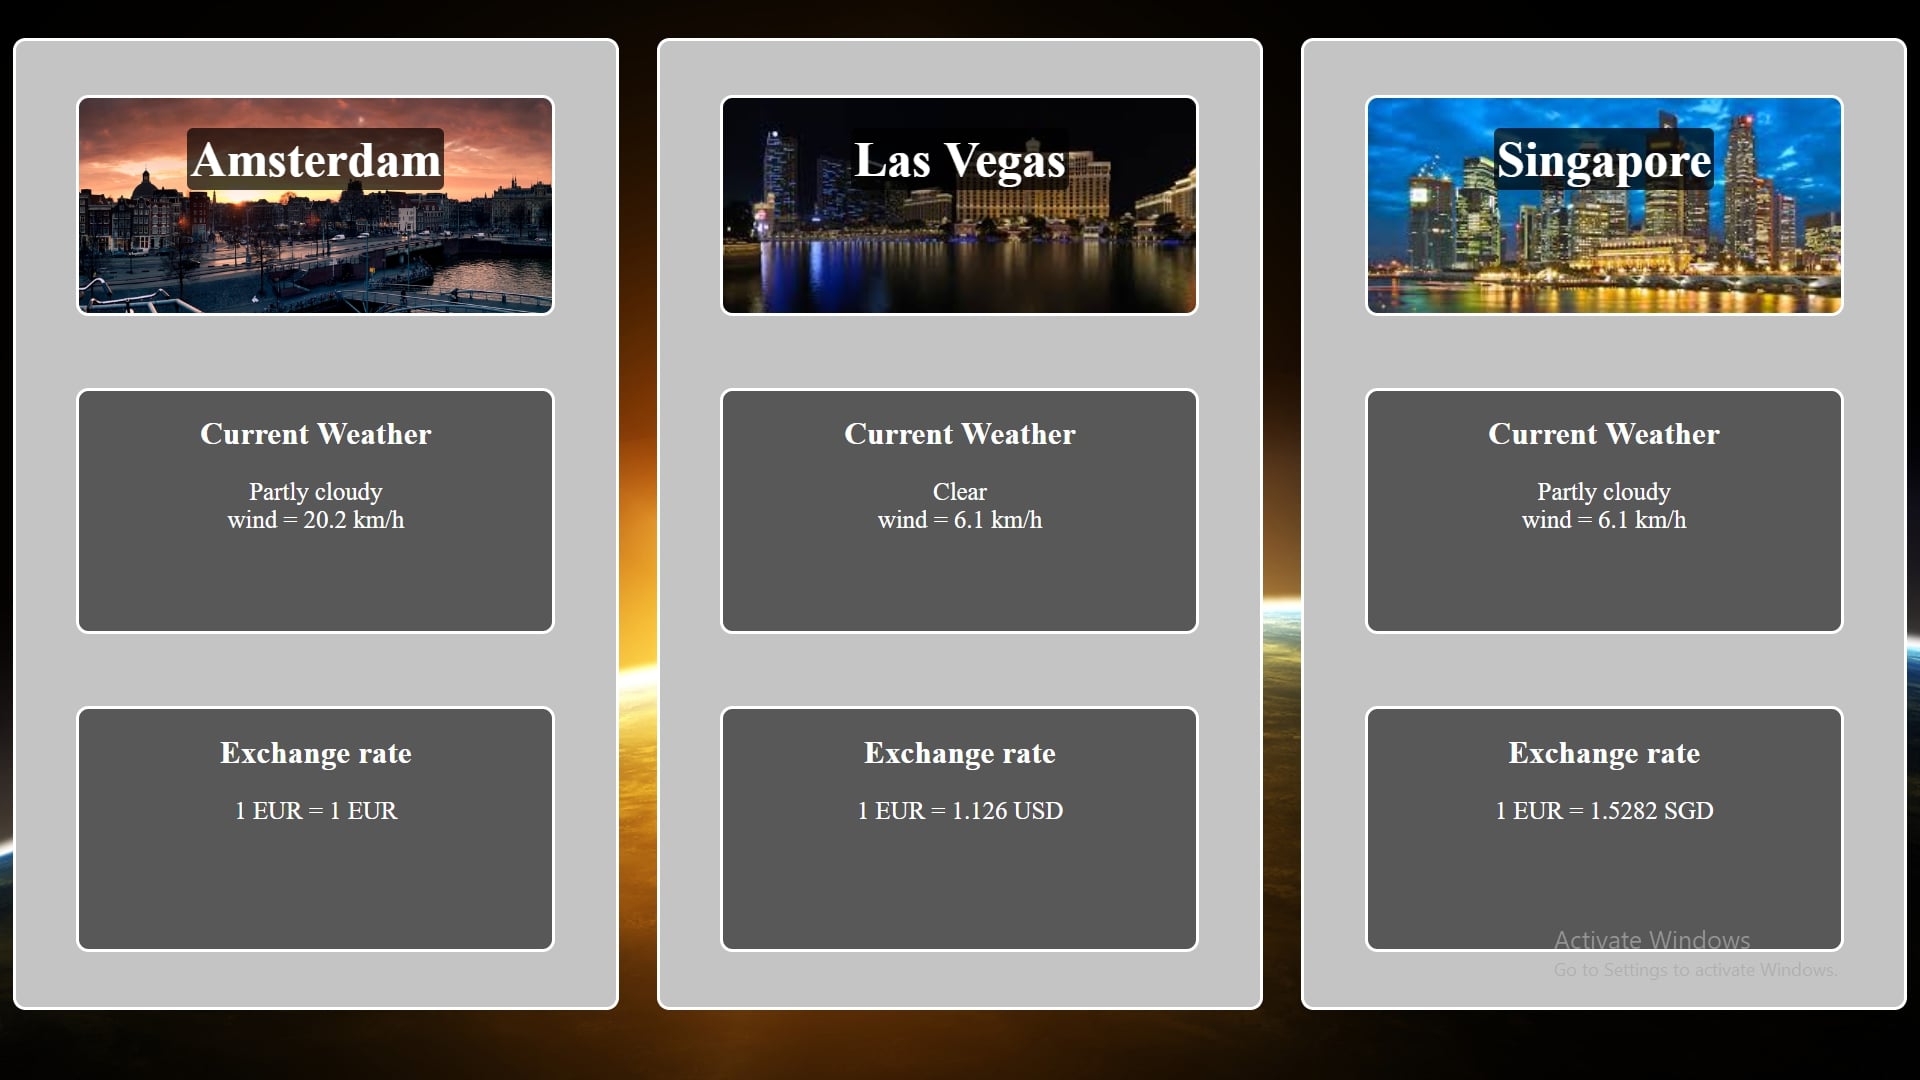 Amsterdam
Current Weather
Partly cloudy
wind = 20.2 km/h
Exchange rate
1 EUR = 1 EUR
Las Vegas
Current Weather
Clear
wind = 6.1 km/h
Exchange rate
1 EUR = 1.126 USD
Singapore
Current Weather
Partly cloudy
wind = 6.1 km/h
Exchange rate
1 EUR = 1.5282 SGD
Activate Windows
Go to Settings to activate Windows.